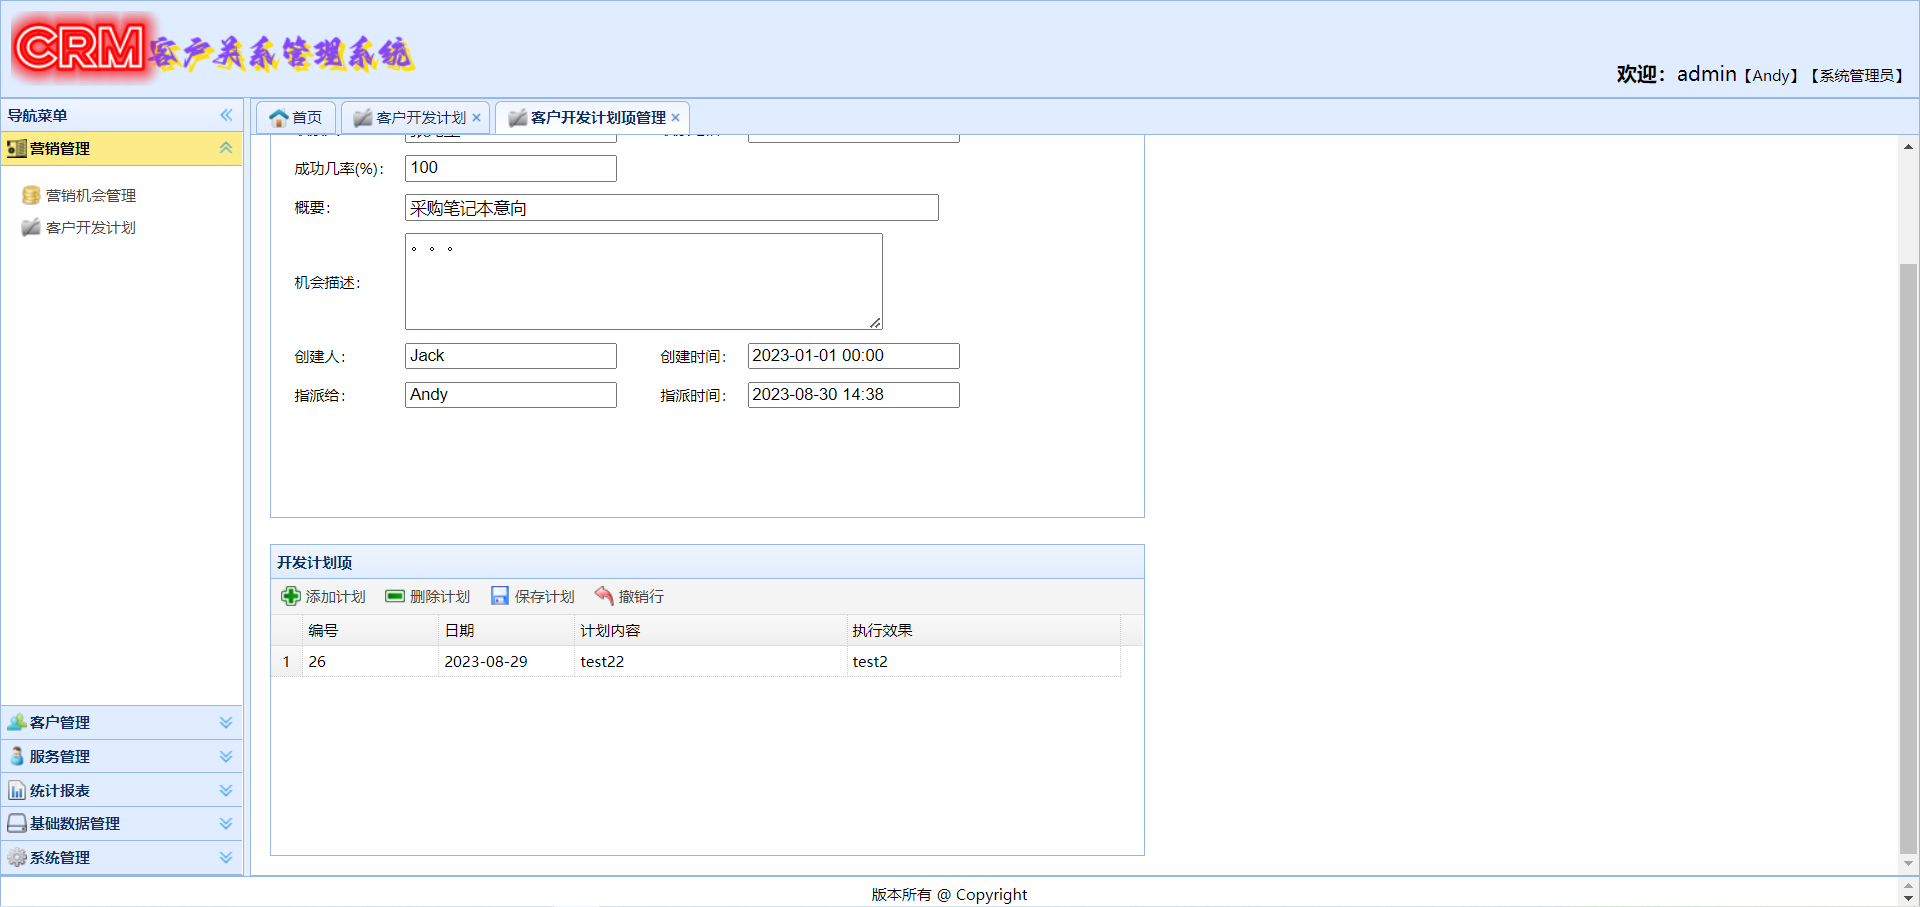 CRM客户关系管理系统
欢迎：admin【Andy】【系统管理员】
导航菜单
营销管理
营销机会管理
客户开发计划
客户管理
服务管理
统计报表
基础数据管理
系统管理
首页 客户开发计划 客户开发计划项管理
成功几率(%)： 100
概要： 采购笔记本意向
机会描述： 。。。
创建人： Jack 创建时间： 2023-01-01 00:00
指派给： Andy 指派时间： 2023-08-30 14:38
开发计划项
添加计划 删除计划 保存计划 撤销行
编号 日期 计划内容 执行效果
1 26 2023-08-29 test22 test2
版本所有 @ Copyright